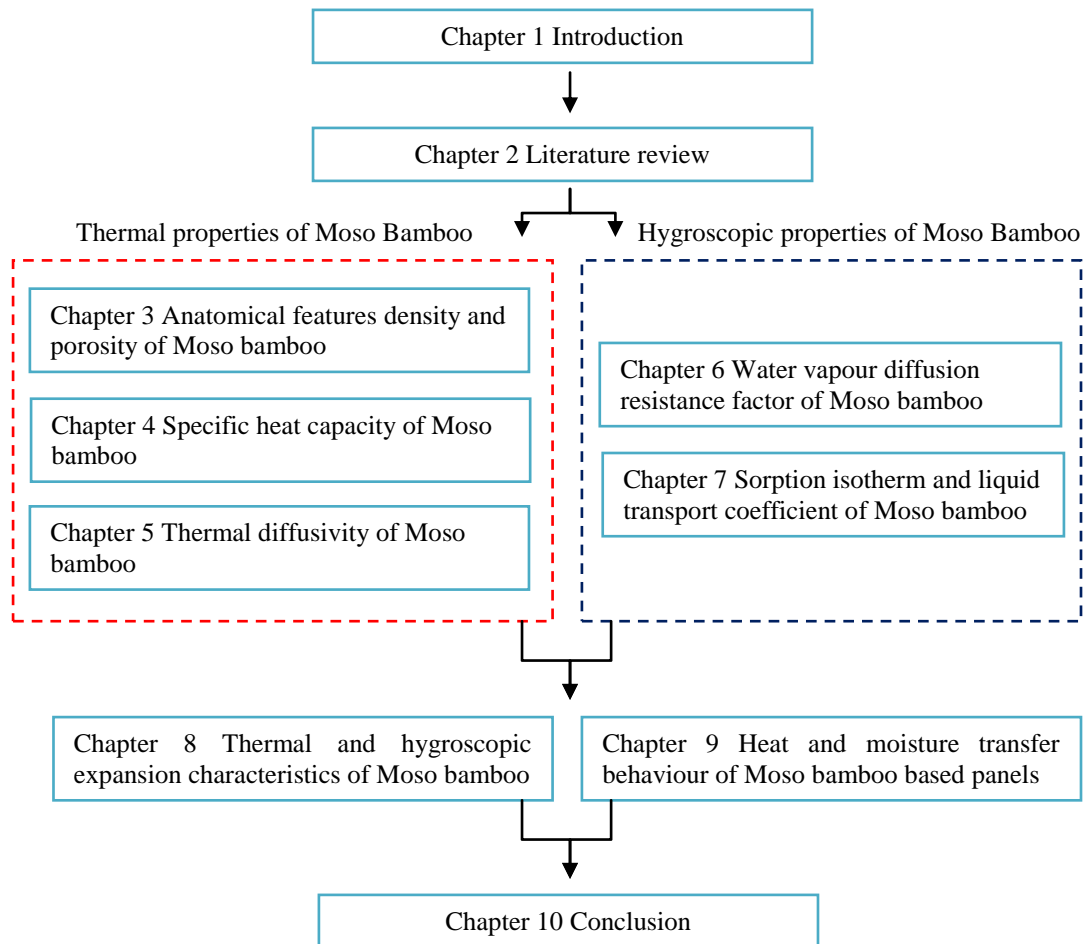 Chapter 1 Introduction
Chapter 2 Literature review
Thermal properties of Moso Bamboo
Chapter 3 Anatomical features density and
porosity of Moso bamboo
Chapter 4 Specific heat capacity of Moso
bamboo
Chapter 5 Thermal diffusivity of Moso
bamboo
Hygroscopic properties of Moso Bamboo
Chapter 6 Water vapour diffusion
resistance factor of Moso bamboo
Chapter 7 Sorption isotherm and liquid
transport coefficient of Moso bamboo
Chapter 8 Thermal and hygroscopic
expansion characteristics of Moso bamboo
Chapter 9 Heat and moisture transfer
behaviour of Moso bamboo based panels
Chapter 10 Conclusion